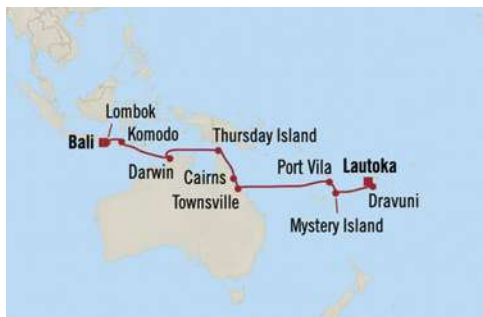 Lombok
Bali
Komodo
Thursday Island
Darwin
Cairns
Townsville
Port Vila
Lautoka
Dravuni
Mystery Island